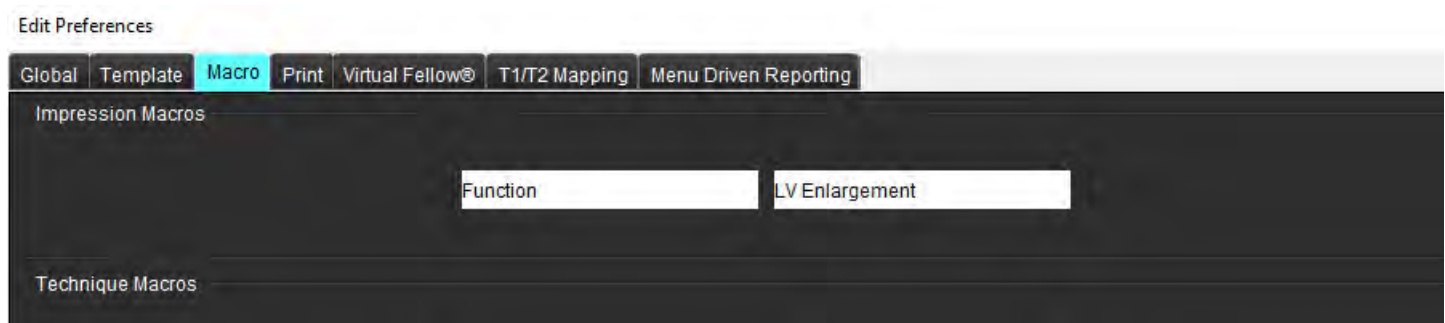 Edit Preferences
Global Template Macro Print Virtual Fellow® T1/T2 Mapping Menu Driven Reporting
Impression Macros
Function LV Enlargement
Technique Macros